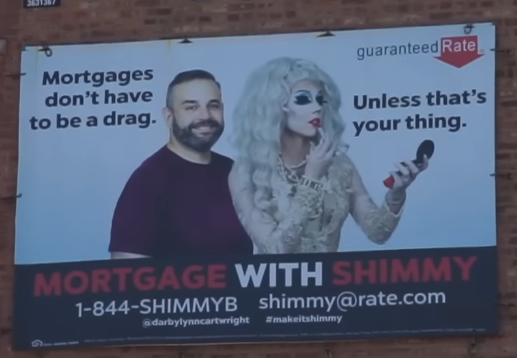 3631367
guaranteed Rate
Mortgages
don't have
to be a drag.
Unless that's
your thing.
MORTGAGE WITH SHIMMY
1-844-SHIMMYB shimmy@rate.com
@darbylynncartwright #makeitshimmy